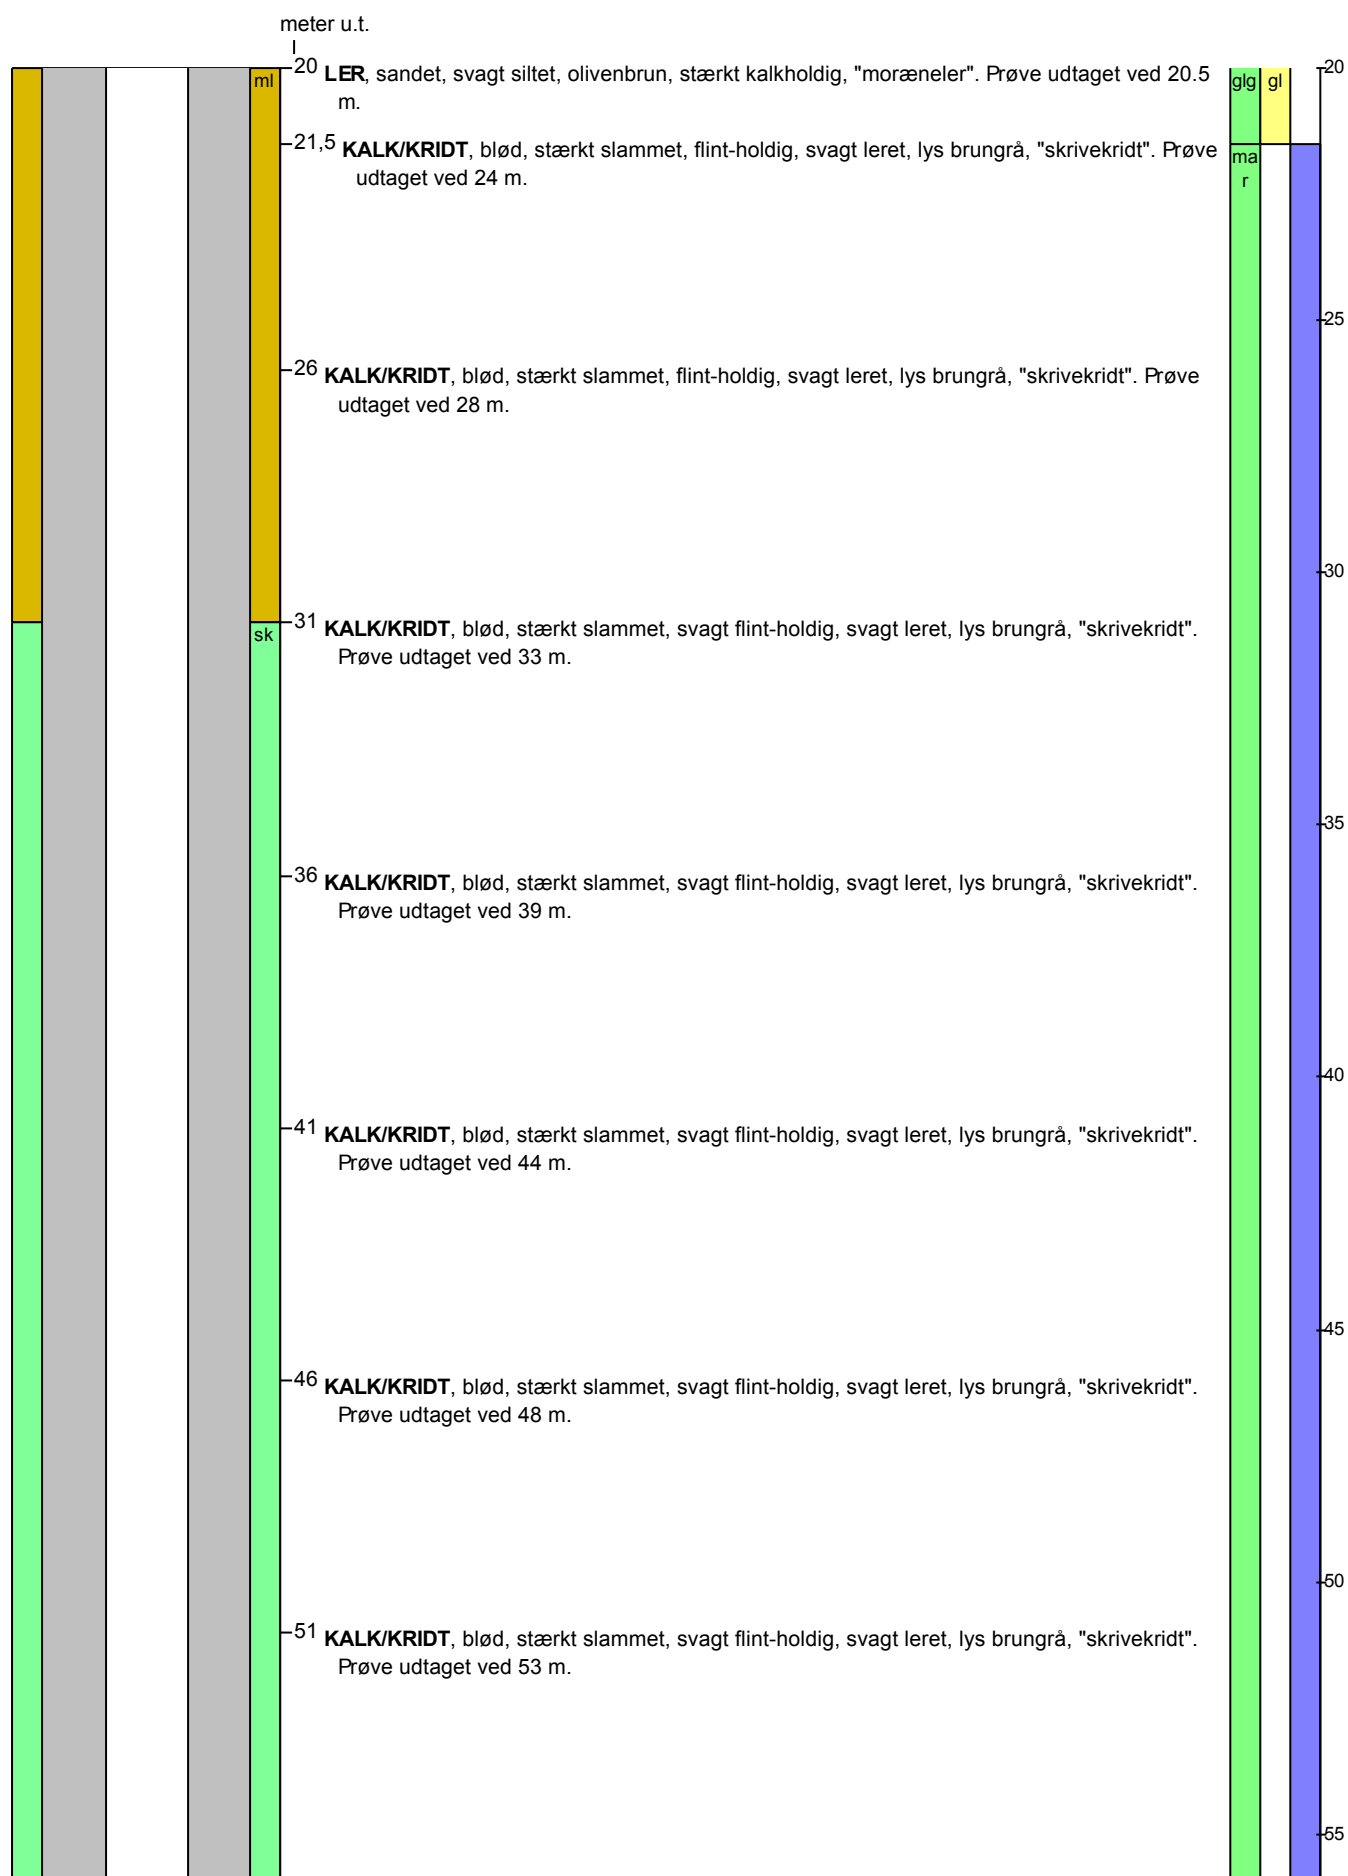 meter u.t.
20 LER, sandet, svagt siltet, olivenbrun, stærkt kalkholdig, "moræneler". Prøve udtaget ved 20.5
m.
ml
glg gl
20
21,5 KALK/KRIDT, blød, stærkt slammet, flint-holdig, svagt leret, lys brungrå, "skrivekridt". Prøve
udtaget ved 24 m.
ma
r
25
26 KALK/KRIDT, blød, stærkt slammet, flint-holdig, svagt leret, lys brungrå, "skrivekridt". Prøve
udtaget ved 28 m.
30
31 KALK/KRIDT, blød, stærkt slammet, svagt flint-holdig, svagt leret, lys brungrå, "skrivekridt".
Prøve udtaget ved 33 m.
sk
35
36 KALK/KRIDT, blød, stærkt slammet, svagt flint-holdig, svagt leret, lys brungrå, "skrivekridt".
Prøve udtaget ved 39 m.
40
41 KALK/KRIDT, blød, stærkt slammet, svagt flint-holdig, svagt leret, lys brungrå, "skrivekridt".
Prøve udtaget ved 44 m.
45
46 KALK/KRIDT, blød, stærkt slammet, svagt flint-holdig, svagt leret, lys brungrå, "skrivekridt".
Prøve udtaget ved 48 m.
50
51 KALK/KRIDT, blød, stærkt slammet, svagt flint-holdig, svagt leret, lys brungrå, "skrivekridt".
Prøve udtaget ved 53 m.
55